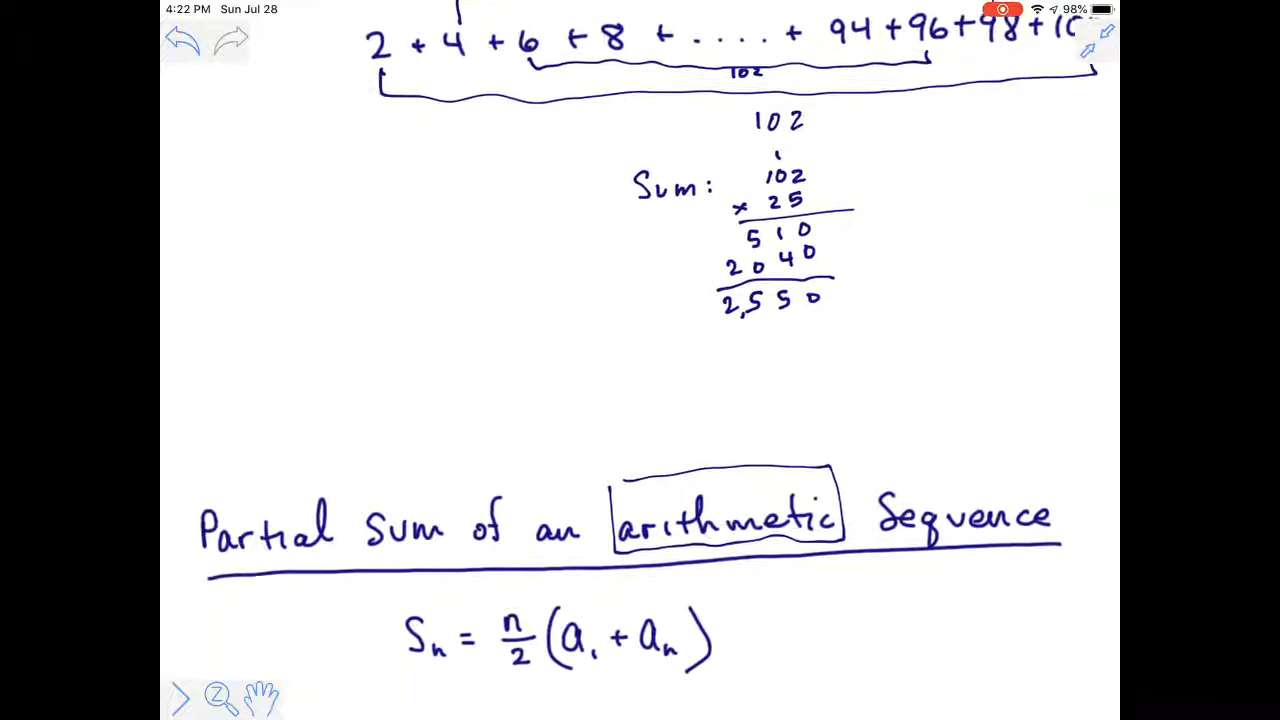 4:22 PM Sun Jul 28
98%
2 + 4 + 6 + 8 + ..... + 94 + 96 + 98 + 10
102
102
1
Sum: 102
× 25
510
2040
2,550
Partial Sum of an arithmetic Sequence
Sₙ = n/2 (a₁ + aₙ)
Z